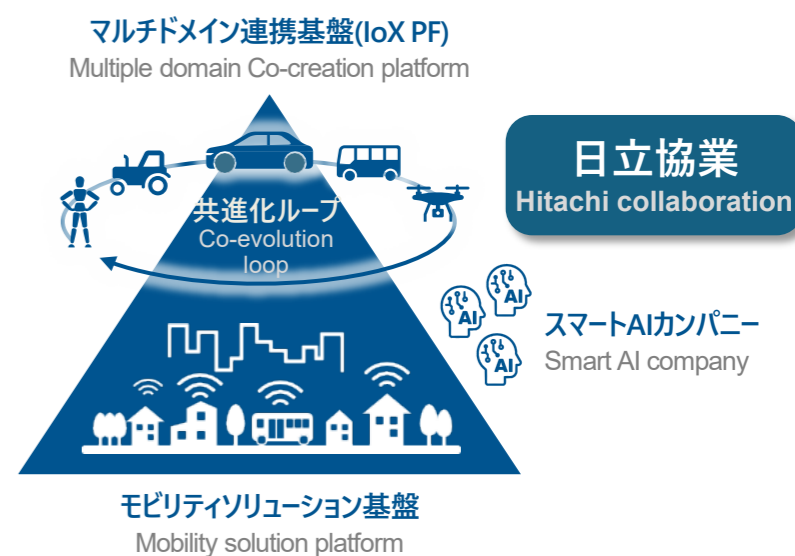 マルチドメイン連携基盤(IoX PF)
Multiple domain Co-creation platform
日立協業
Hitachi collaboration
共進化ループ
Co-evolution
loop
AI
AI
AI
スマートAIカンパニー
Smart AI company
モビリティソリューション基盤
Mobility solution platform